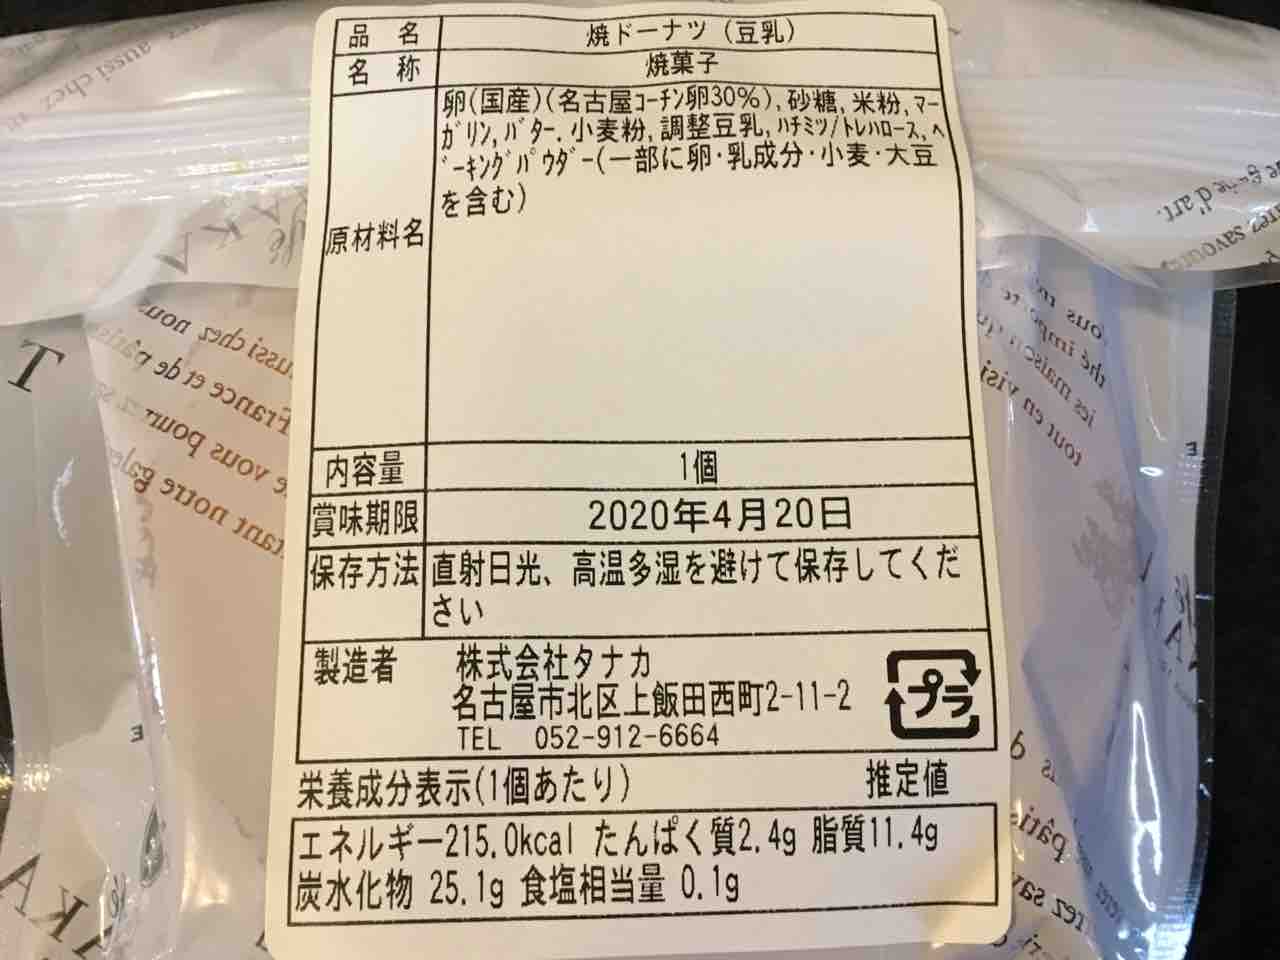 品名 焼ドーナツ（豆乳）
名称 焼菓子
原材料名 卵(国産)(名古屋ｺｰﾁﾝ卵30%),砂糖,米粉,ﾏｰ
ｶﾞﾘﾝ,ﾊﾞﾀｰ,小麦粉,調整豆乳,ﾊﾁﾐﾂ/ﾄﾚﾊﾛｰｽ,ﾍ
ﾞｰｷﾝｸﾞﾊﾟｳﾀﾞｰ(一部に卵･乳成分･小麦･大豆
を含む)
内容量 1個
賞味期限 2020年4月20日
保存方法 直射日光、高温多湿を避けて保存してくだ
さい
製造者 株式会社タナカ
名古屋市北区上飯田西町2-11-2
TEL 052-912-6664
プラ
栄養成分表示(1個あたり) 推定値
エネルギー215.0kcal たんぱく質2.4g 脂質11.4g
炭水化物 25.1g 食塩相当量 0.1g